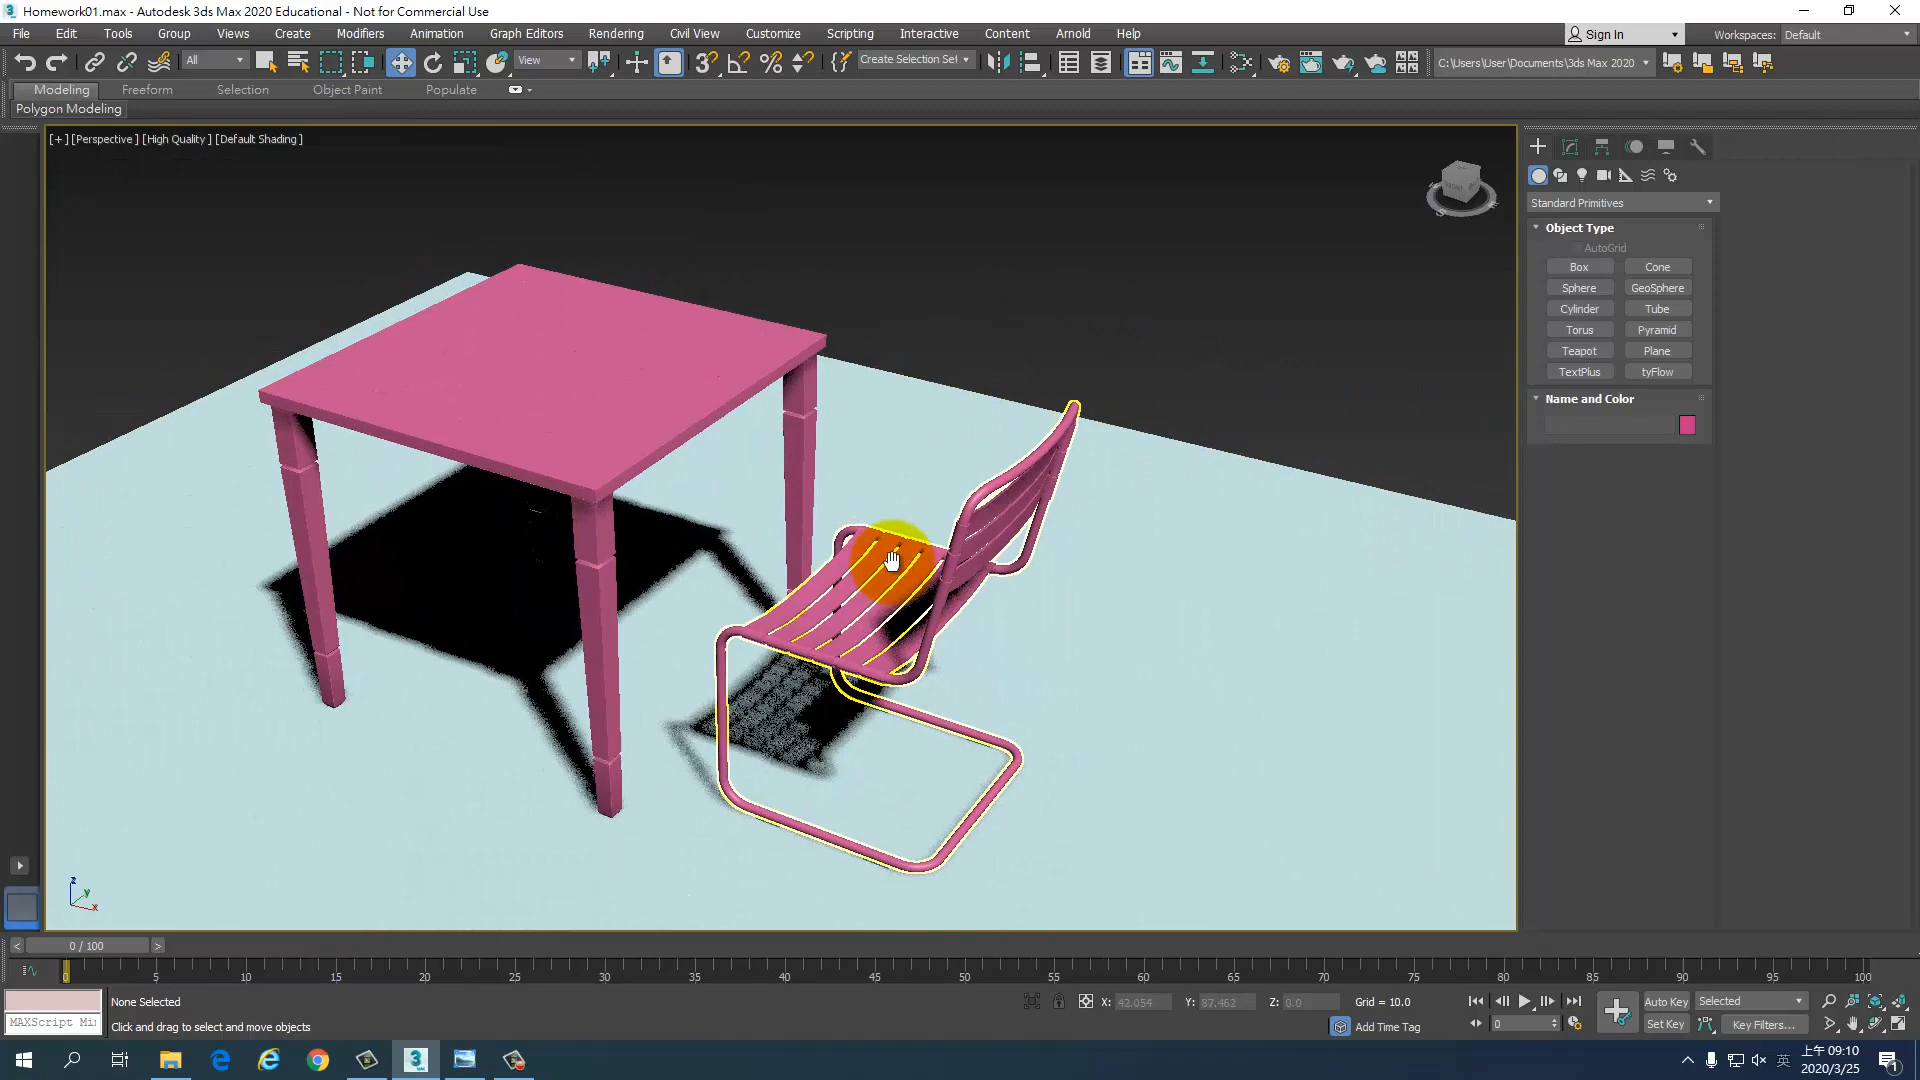 Homework01.max - Autodesk 3ds Max 2020 Educational - Not for Commercial Use
File Edit Tools Group Views Create Modifiers Animation Graph Editors Rendering Civil View Customize Scripting Interactive Content Arnold Help
Sign In Workspaces: Default
All View Create Selection Set C:\Users\User\Documents\3ds Max 2020
Modeling Freeform Selection Object Paint Populate
Polygon Modeling
[+] [Perspective ] [High Quality ] [Default Shading ]
Standard Primitives
Object Type
AutoGrid
Box Cone
Sphere GeoSphere
Cylinder Tube
Torus Pyramid
Teapot Plane
TextPlus tyFlow
Name and Color
z
y
x
< 0 / 100 >
0 5 10 15 20 25 30 35 40 45 50 55 60 65 70 75 80 85 90 95 100
None Selected X: 42.054 Y: 87.462 Z: 0.0 Grid = 10.0 Auto Key Selected
MAXScript Mi Click and drag to select and move objects Add Time Tag 0 Set Key Key Filters...
英 上午 09:10
2020/3/25
1